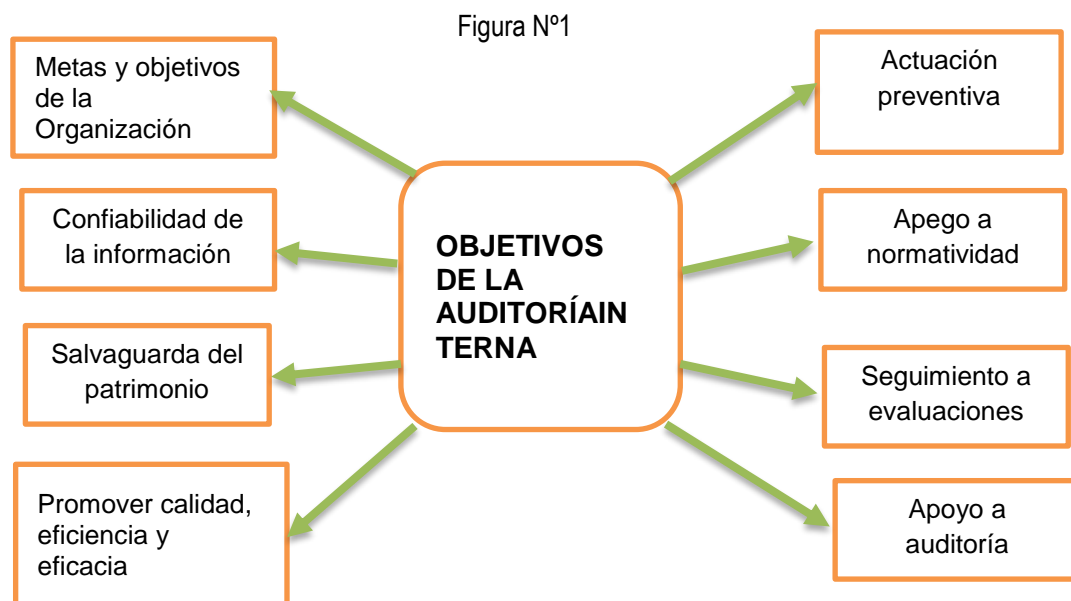 Figura Nº1
Metas y objetivos
de la
Organización
Confiabilidad de
la información
Salvaguarda del
patrimonio
Promover calidad,
eficiencia y
eficacia
OBJETIVOS
DE LA
AUDITORÍAIN
TERNA
Actuación
preventiva
Apego a
normatividad
Seguimiento a
evaluaciones
Apoyo a
auditoría